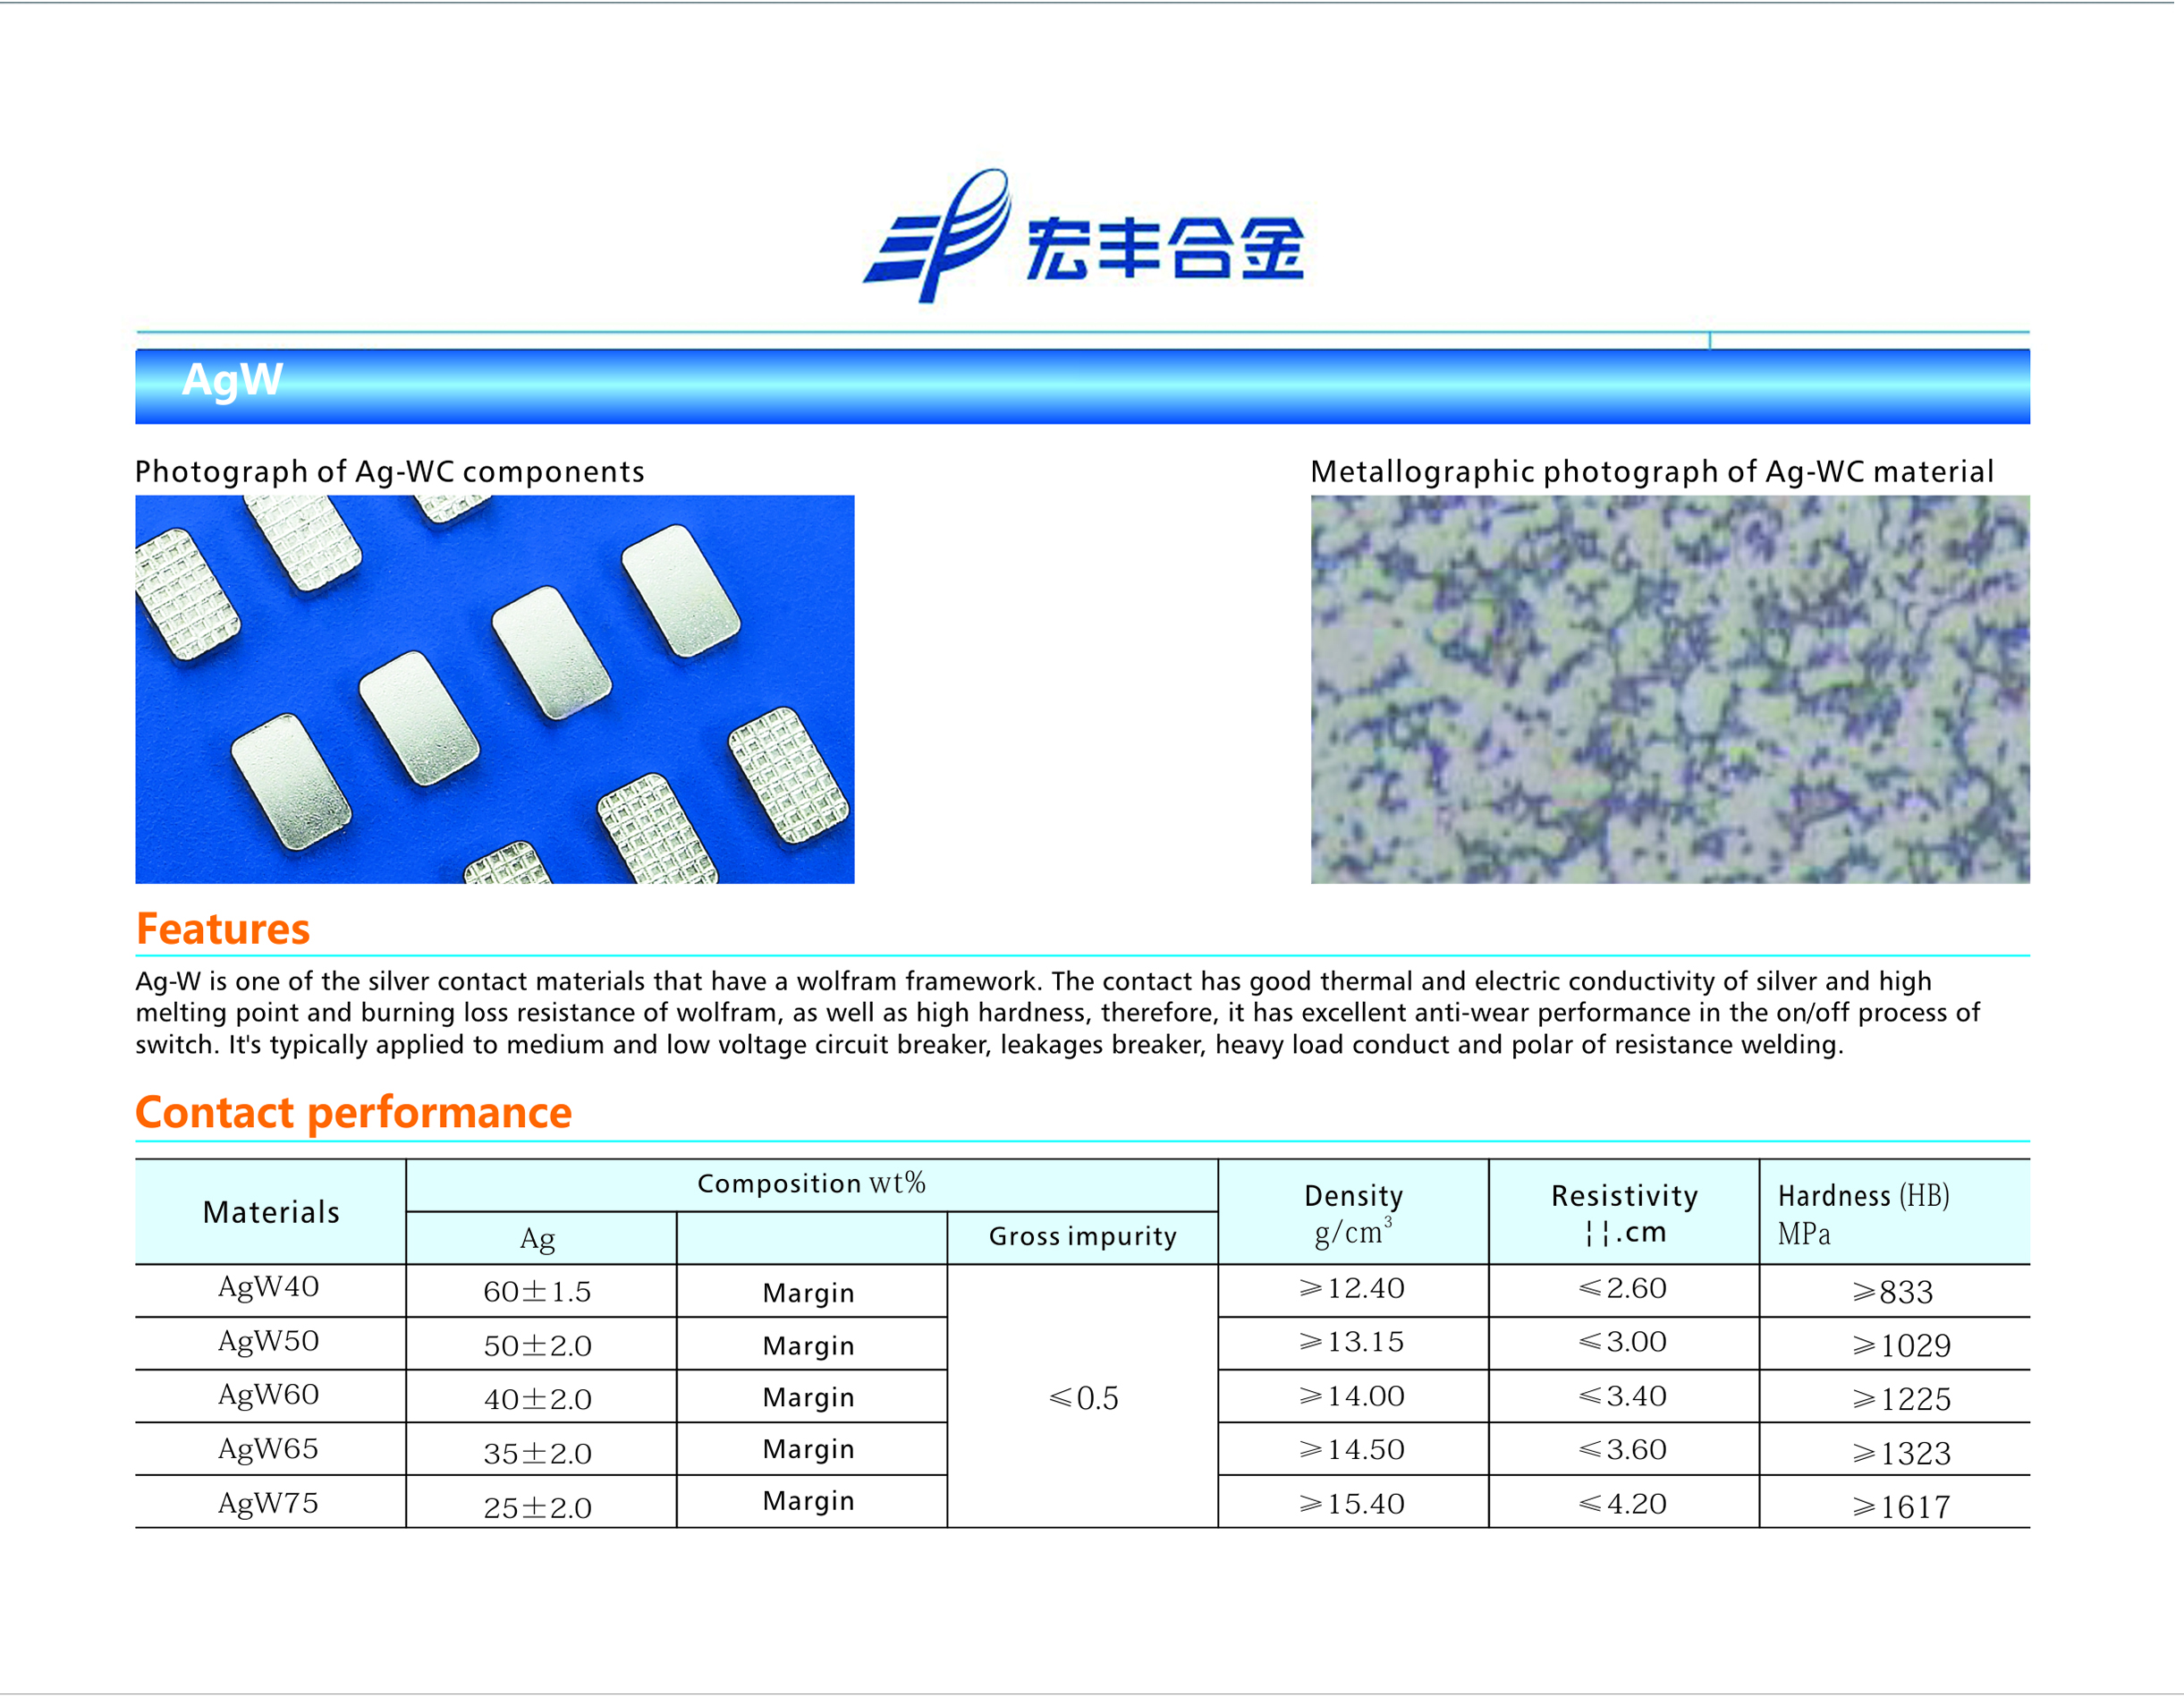 宏丰合金
AgW
Photograph of Ag-WC components
Metallographic photograph of Ag-WC material
Features
Ag-W is one of the silver contact materials that have a wolfram framework. The contact has good thermal and electric conductivity of silver and high
melting point and burning loss resistance of wolfram, as well as high hardness, therefore, it has excellent anti-wear performance in the on/off process of
switch. It's typically applied to medium and low voltage circuit breaker, leakages breaker, heavy load conduct and polar of resistance welding.
Contact performance
Materials
Composition wt%
Ag
Gross impurity
Density
g/cm³
Resistivity
¦¦.cm
Hardness (HB)
MPa
AgW40 60±1.5 Margin ⩾12.40 ⩽2.60 ⩾833
AgW50 50±2.0 Margin ⩾13.15 ⩽3.00 ⩾1029
AgW60 40±2.0 Margin ⩽0.5 ⩾14.00 ⩽3.40 ⩾1225
AgW65 35±2.0 Margin ⩾14.50 ⩽3.60 ⩾1323
AgW75 25±2.0 Margin ⩾15.40 ⩽4.20 ⩾1617